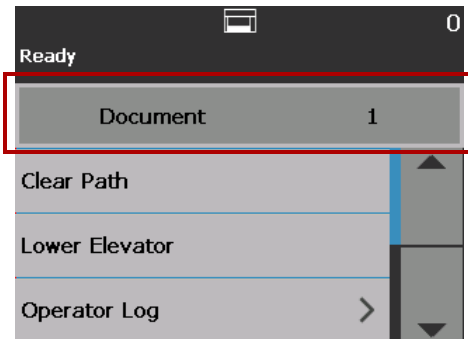 0
Ready
Document 1
Clear Path
Lower Elevator
Operator Log